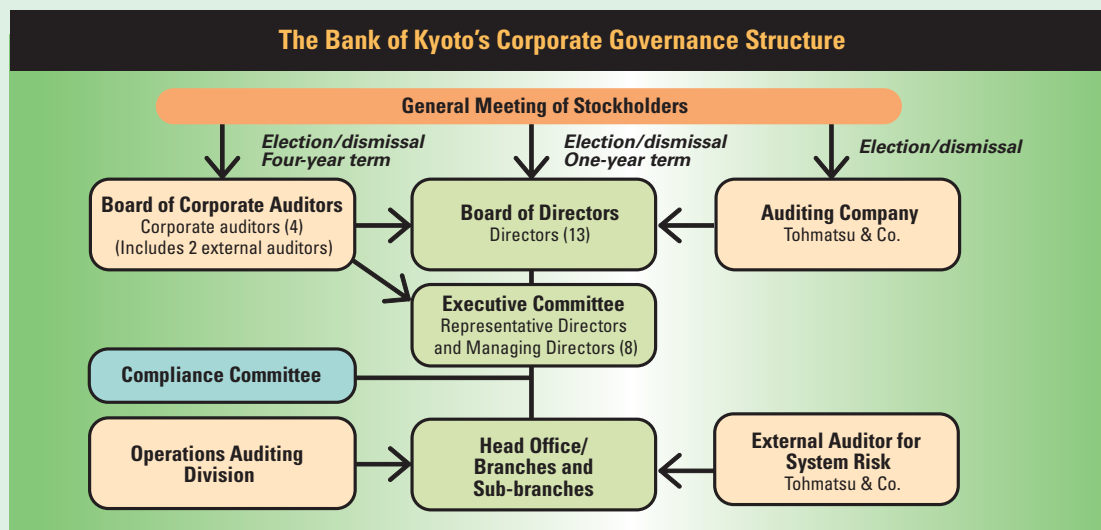 The Bank of Kyoto's Corporate Governance Structure
General Meeting of Stockholders
Election/dismissal
Four-year term
Election/dismissal
One-year term
Election/dismissal
Board of Corporate Auditors
Corporate auditors (4)
(Includes 2 external auditors)
Board of Directors
Directors (13)
Auditing Company
Tohmatsu & Co.
Executive Committee
Representative Directors
and Managing Directors (8)
Compliance Committee
Operations Auditing
Division
Head Office/
Branches and
Sub-branches
External Auditor for
System Risk
Tohmatsu & Co.